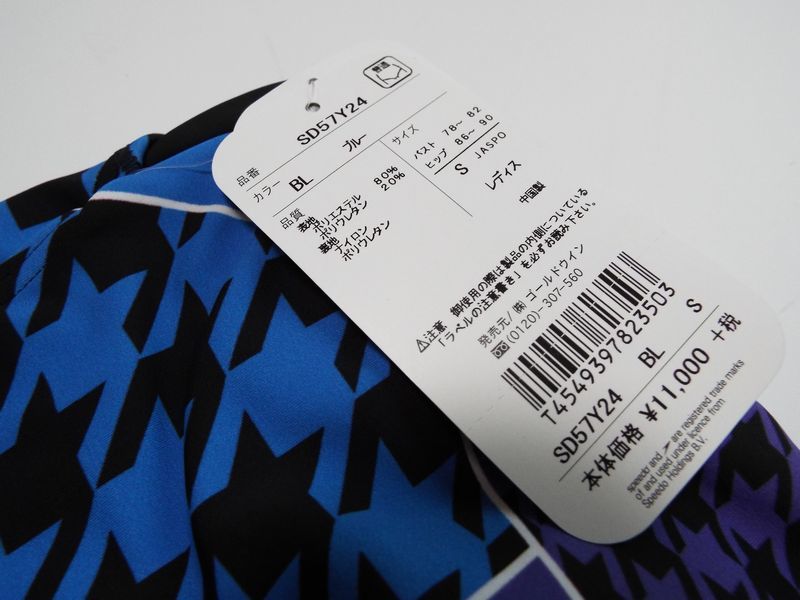 普通
品番 SD57Y24
カラー BL ブルー
サイズ バスト 78~ 82
ヒップ 86~ 90
S JASPO
レディス
品質
表地
ポリエステル 80%
ポリウレタン 20%
裏地
ナイロン
ポリウレタン
中国製
⚠注意 御使用の際は製品の内側についている
「ラベルの注意書き」を必ずお読み下さい。
発売元/(株)ゴールドウイン
(0120)-307-560
T4549397823503
SD57Y24 BL S
本体価格 ¥11,000 +税
speedo and are registered trade marks
of and used under licence from
Speedo Holdings B.V.